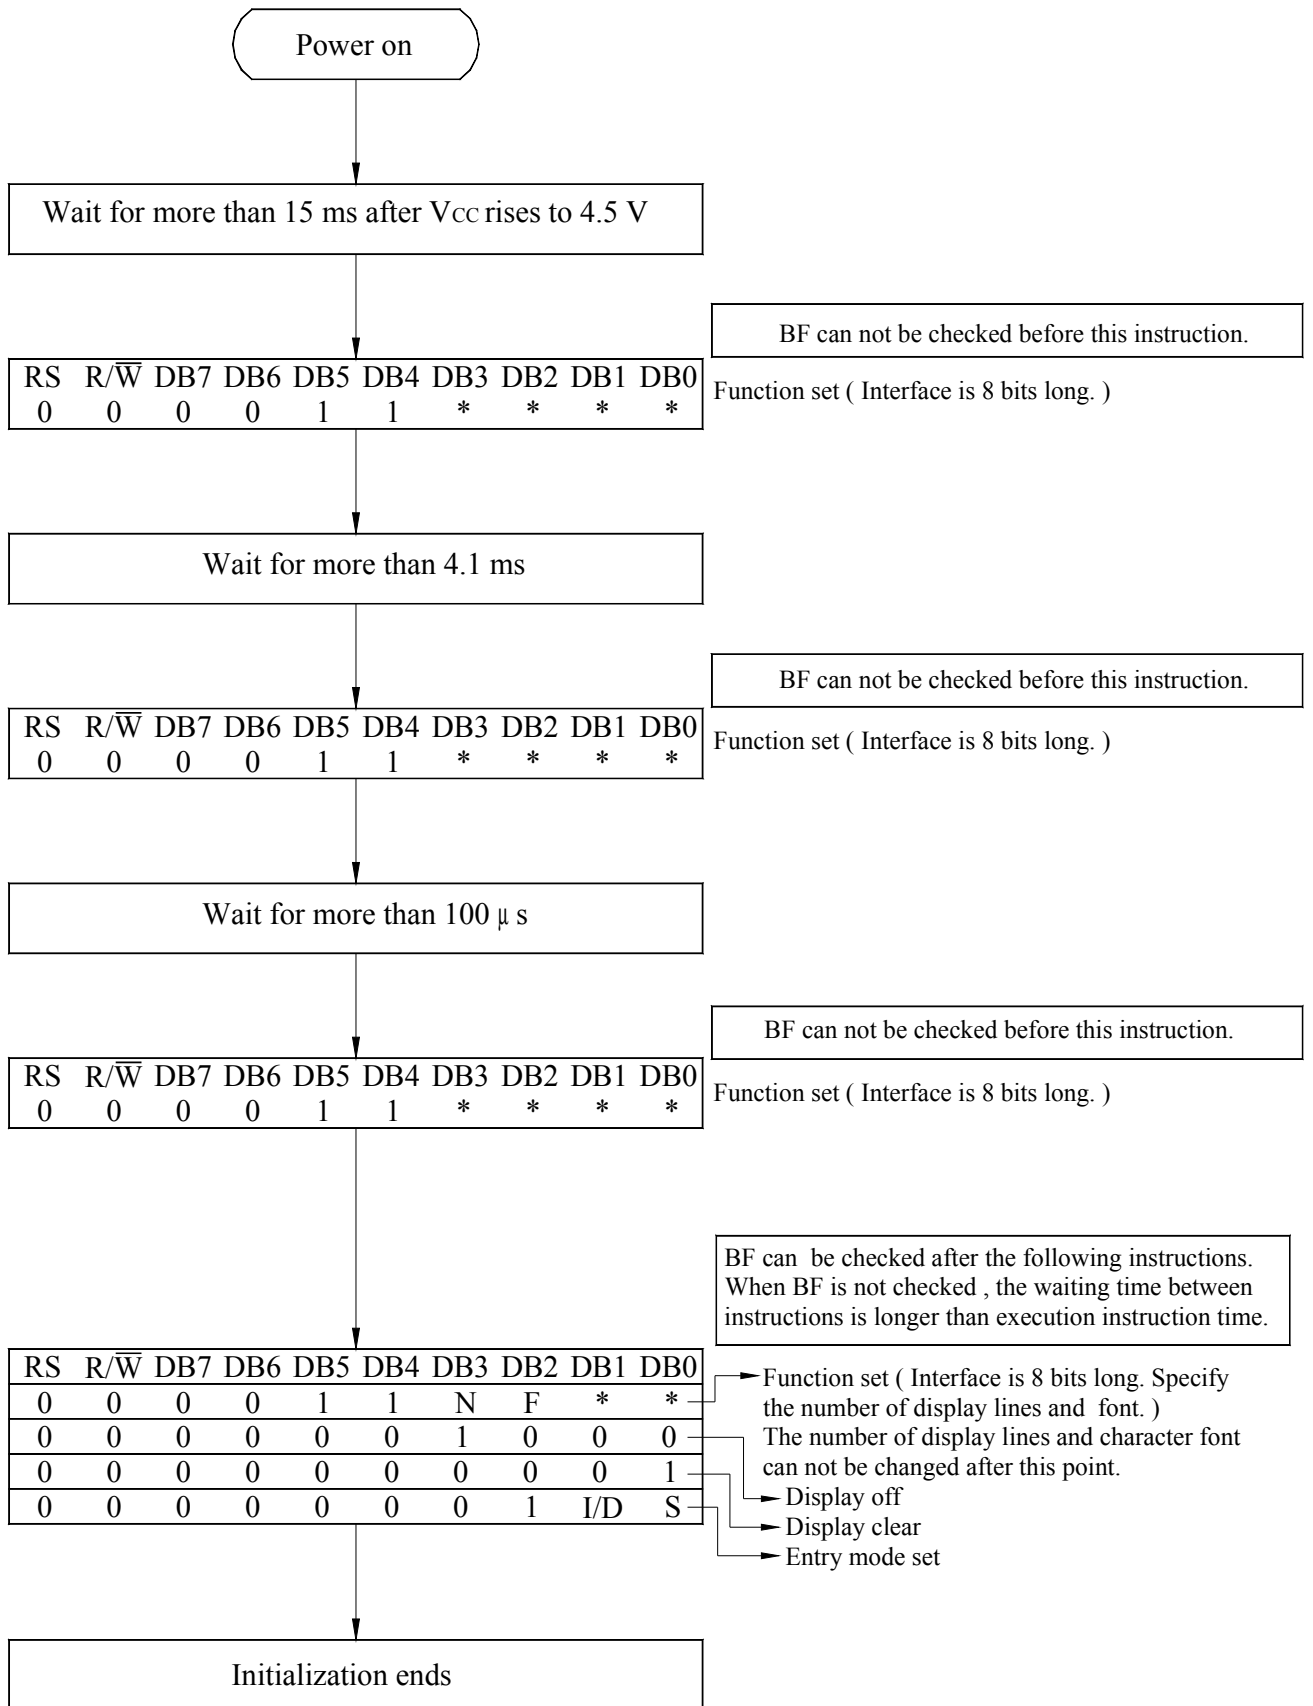 Power on
Wait for more than 15 ms after VCC rises to 4.5 V
BF can not be checked before this instruction.
RS R/W̅ DB7 DB6 DB5 DB4 DB3 DB2 DB1 DB0
0 0 0 0 1 1 * * * *
Function set ( Interface is 8 bits long. )
Wait for more than 4.1 ms
BF can not be checked before this instruction.
RS R/W̅ DB7 DB6 DB5 DB4 DB3 DB2 DB1 DB0
0 0 0 0 1 1 * * * *
Function set ( Interface is 8 bits long. )
Wait for more than 100 μ s
BF can not be checked before this instruction.
RS R/W̅ DB7 DB6 DB5 DB4 DB3 DB2 DB1 DB0
0 0 0 0 1 1 * * * *
Function set ( Interface is 8 bits long. )
BF can be checked after the following instructions.
When BF is not checked , the waiting time between
instructions is longer than execution instruction time.
RS R/W̅ DB7 DB6 DB5 DB4 DB3 DB2 DB1 DB0
0 0 0 0 1 1 N F * *
0 0 0 0 0 0 1 0 0 0
0 0 0 0 0 0 0 0 0 1
0 0 0 0 0 0 0 1 I/D S
Function set ( Interface is 8 bits long. Specify
the number of display lines and font. )
The number of display lines and character font
can not be changed after this point.
Display off
Display clear
Entry mode set
Initialization ends